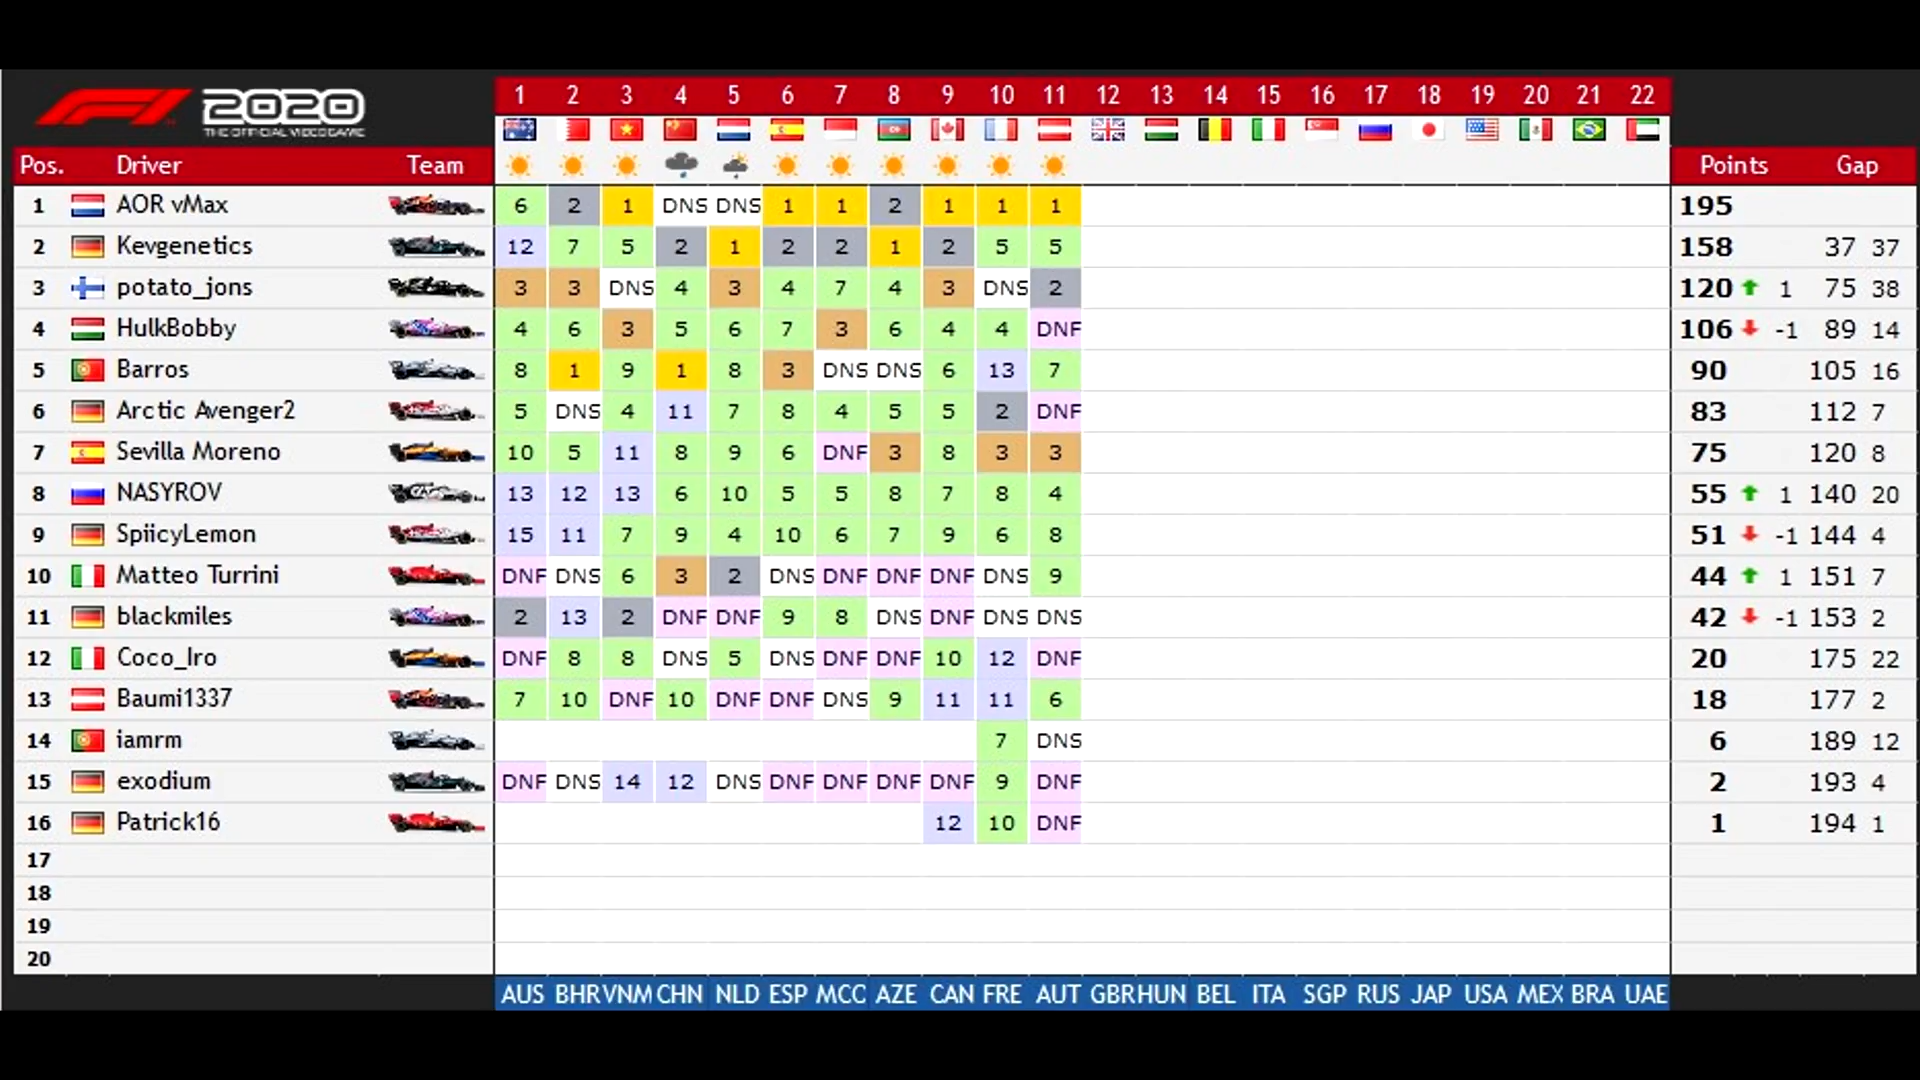 F1 2020
THE OFFICIAL VIDEOGAME
1 2 3 4 5 6 7 8 9 10 11 12 13 14 15 16 17 18 19 20 21 22
Pos. Driver Team Points Gap
1 AOR vMax 6 2 1 DNS DNS 1 1 2 1 1 1 195
2 Kevgenetics 12 7 5 2 1 2 2 1 2 5 5 158 37 37
3 potato_jons 3 3 DNS 4 3 4 7 4 3 DNS 2 120 1 75 38
4 HulkBobby 4 6 3 5 6 7 3 6 4 4 DNF 106 -1 89 14
5 Barros 8 1 9 1 8 3 DNS DNS 6 13 7 90 105 16
6 Arctic Avenger2 5 DNS 4 11 7 8 4 5 5 2 DNF 83 112 7
7 Sevilla Moreno 10 5 11 8 9 6 DNF 3 8 3 3 75 120 8
8 NASYROV 13 12 13 6 10 5 5 8 7 8 4 55 1 140 20
9 SpiicyLemon 15 11 7 9 4 10 6 7 9 6 8 51 -1 144 4
10 Matteo Turrini DNF DNS 6 3 2 DNS DNF DNF DNF DNS 9 44 1 151 7
11 blackmiles 2 13 2 DNF DNF 9 8 DNS DNF DNS DNS 42 -1 153 2
12 Coco_Iro DNF 8 8 DNS 5 DNS DNF DNF 10 12 DNF 20 175 22
13 Baumi1337 7 10 DNF 10 DNF DNF DNS 9 11 11 6 18 177 2
14 iamrm 7 DNS 6 189 12
15 exodium DNF DNS 14 12 DNS DNF DNF DNF DNF 9 DNF 2 193 4
16 Patrick16 12 10 DNF 1 194 1
17
18
19
20
AUS BHR VNM CHN NLD ESP MCC AZE CAN FRE AUT GBR HUN BEL ITA SGP RUS JAP USA MEX BRA UAE